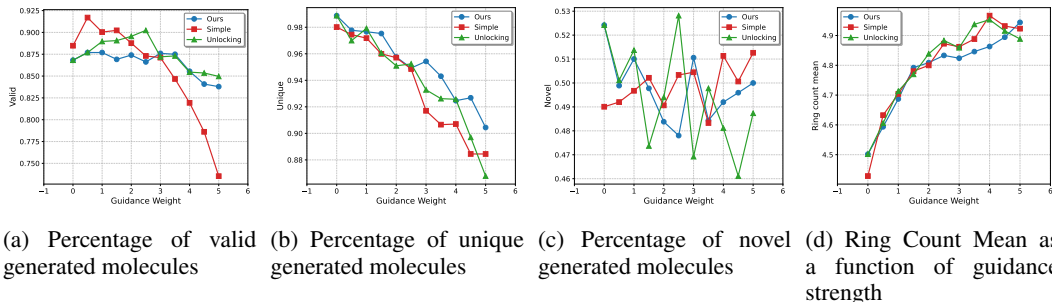 0.925
0.900
0.875
0.850
0.825
0.800
0.775
0.750
Valid
−1 0 1 2 3 4 5 6
Guidance Weight
Ours
Simple
Unlocking
1.00
0.98
0.96
0.94
0.92
0.90
0.88
Unique
−1 0 1 2 3 4 5 6
Guidance Weight
Ours
Simple
Unlocking
0.53
0.52
0.51
0.50
0.49
0.48
0.47
0.46
Novel
−1 0 1 2 3 4 5 6
Guidance Weight
Ours
Simple
Unlocking
4.9
4.8
4.7
4.6
4.5
Ring count mean
−1 0 1 2 3 4 5 6
Guidance Weight
Ours
Simple
Unlocking
(a) Percentage of valid
generated molecules
(b) Percentage of unique
generated molecules
(c) Percentage of novel
generated molecules
(d) Ring Count Mean as
a function of guidance
strength